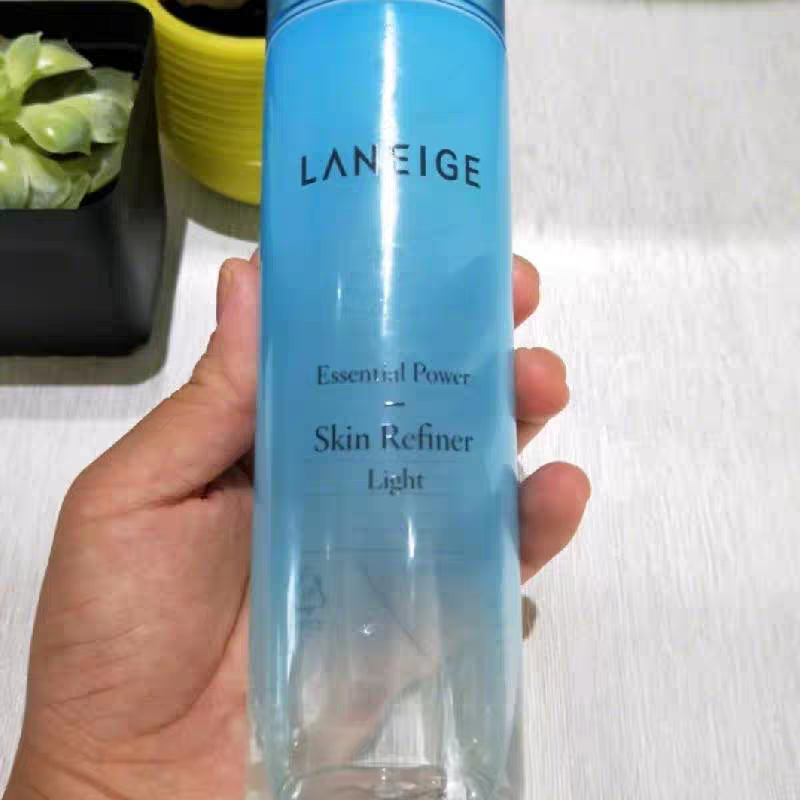 LANEIGE
Essential Power
Skin Refiner
Light